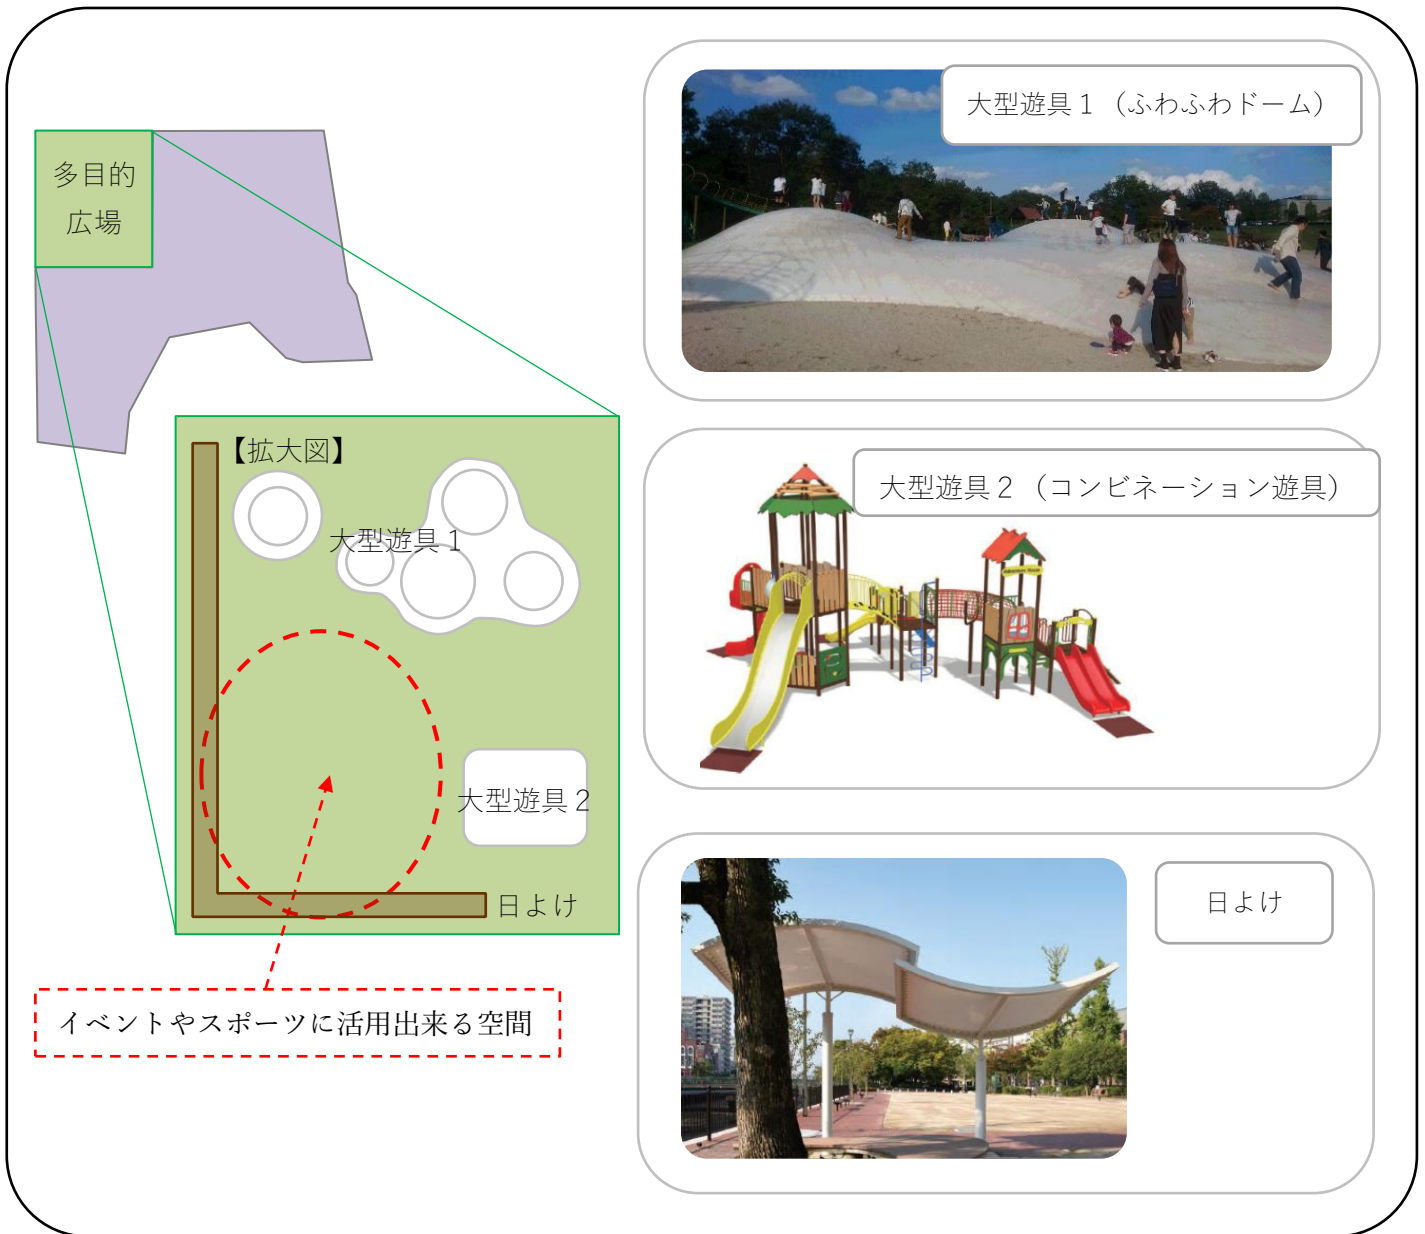 多目的
広場
【拡大図】
大型遊具1
大型遊具2
日よけ
イベントやスポーツに活用出来る空間
大型遊具1(ふわふわドーム)
大型遊具2(コンビネーション遊具)
日よけ